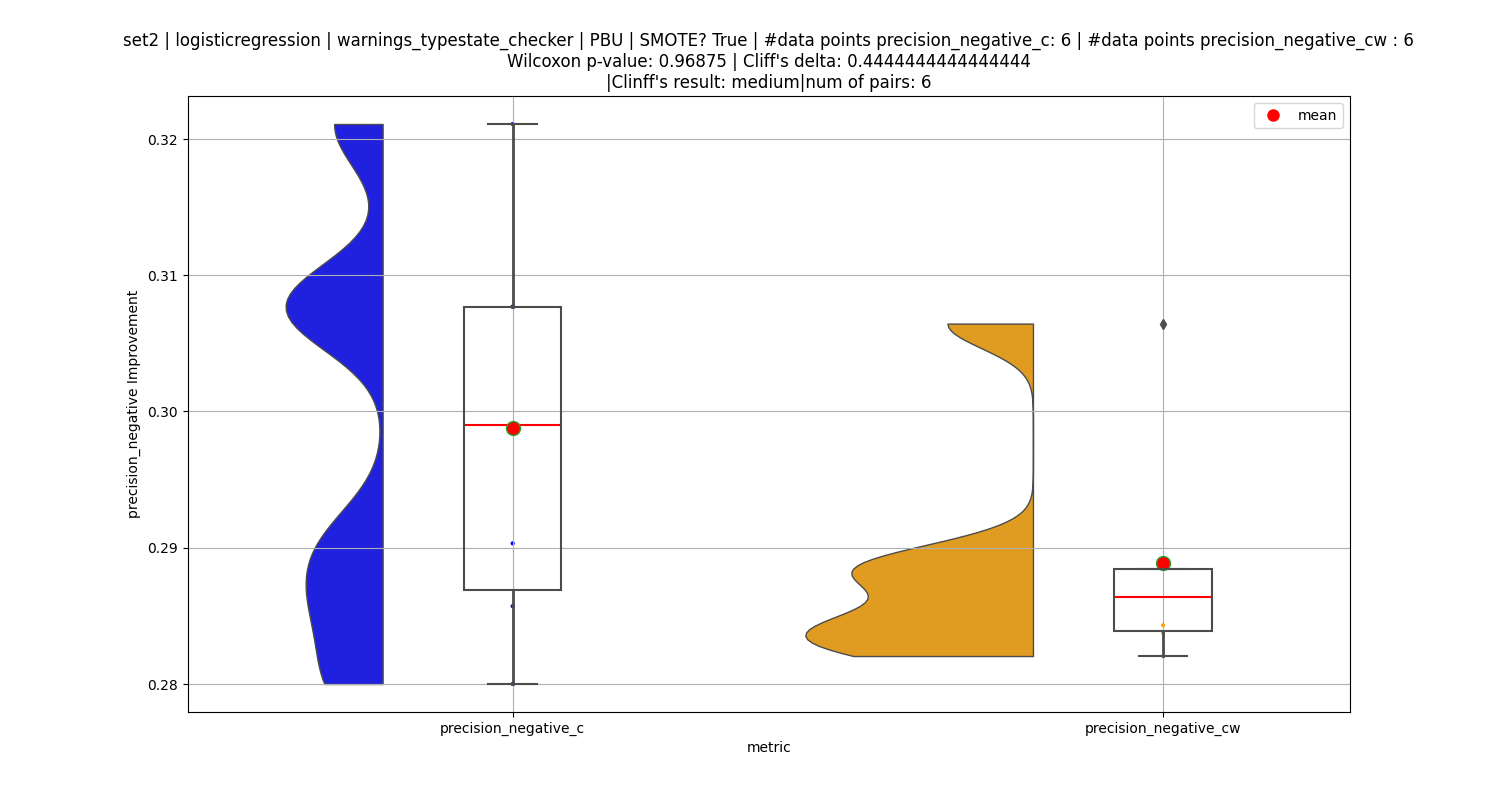 set2 | logisticregression | warnings_typestate_checker | PBU | SMOTE? True | #data points precision_negative_c: 6 | #data points precision_negative_cw : 6
Wilcoxon p-value: 0.96875 | Cliff's delta: 0.4444444444444444
|Clinff's result: medium|num of pairs: 6
mean
0.32
0.31
0.30
0.29
0.28
precision_negative Improvement
precision_negative_c
precision_negative_cw
metric